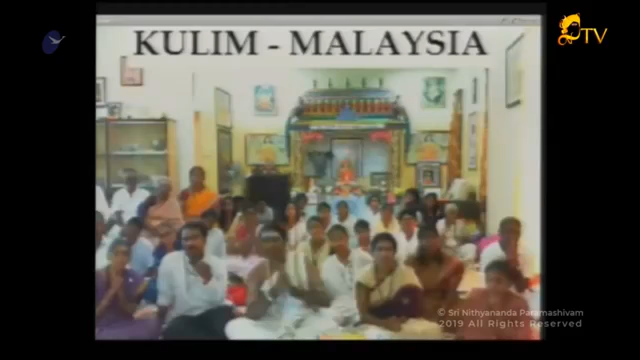 KULIM - MALAYSIA
TV
© Sri Nithyananda Paramashivam
2019 All Rights Reserved